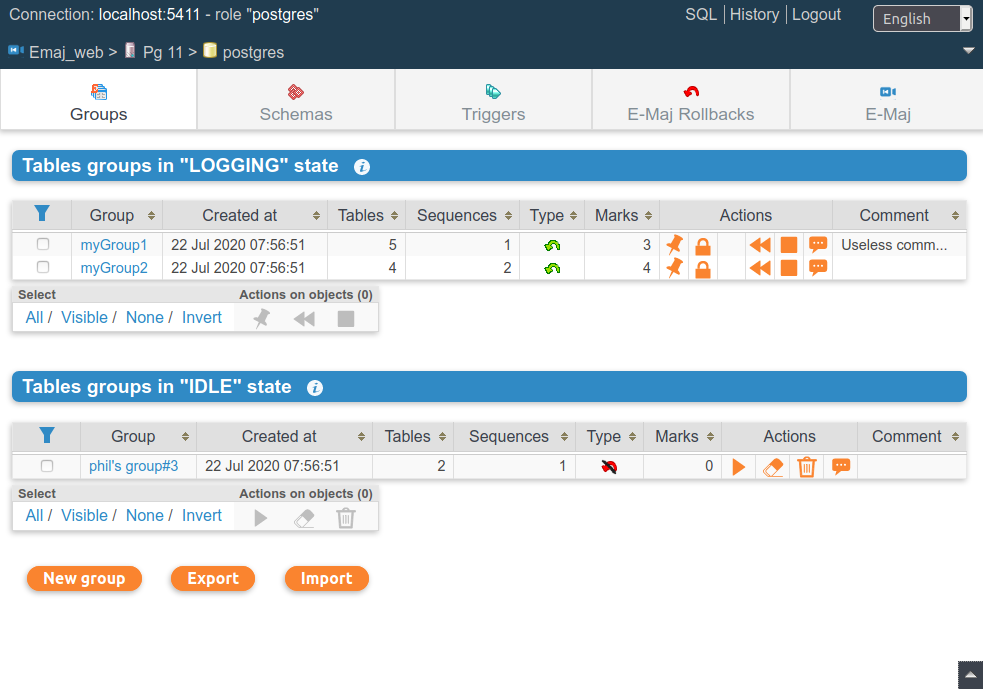 Connection: localhost:5411 - role "postgres"
SQL History Logout English
Emaj_web > Pg 11 > postgres
Groups Schemas Triggers E-Maj Rollbacks E-Maj
Tables groups in "LOGGING" state i
Group Created at Tables Sequences Type Marks Actions Comment
myGroup1 22 Jul 2020 07:56:51 5 1 3 Useless comm...
myGroup2 22 Jul 2020 07:56:51 4 2 4
Select Actions on objects (0)
All / Visible / None / Invert
Tables groups in "IDLE" state i
Group Created at Tables Sequences Type Marks Actions Comment
phil's group#3 22 Jul 2020 07:56:51 2 1 0
Select Actions on objects (0)
All / Visible / None / Invert
New group Export Import